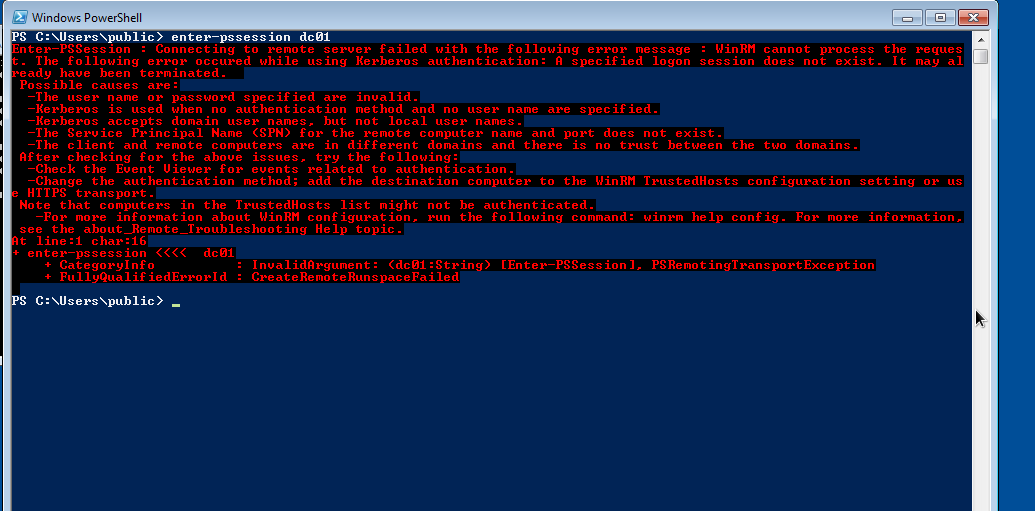 Windows PowerShell
PS C:\Users\public> enter-pssession dc01
Enter-PSSession : Connecting to remote server failed with the following error message : WinRM cannot process the reques
t. The following error occured while using Kerberos authentication: A specified logon session does not exist. It may al
ready have been terminated.
 Possible causes are:
  -The user name or password specified are invalid.
  -Kerberos is used when no authentication method and no user name are specified.
  -Kerberos accepts domain user names, but not local user names.
  -The Service Principal Name (SPN) for the remote computer name and port does not exist.
  -The client and remote computers are in different domains and there is no trust between the two domains.
 After checking for the above issues, try the following:
  -Check the Event Viewer for events related to authentication.
  -Change the authentication method; add the destination computer to the WinRM TrustedHosts configuration setting or us
e HTTPS transport.
 Note that computers in the TrustedHosts list might not be authenticated.
   -For more information about WinRM configuration, run the following command: winrm help config. For more information,
 see the about_Remote_Troubleshooting Help topic.
At line:1 char:16
+ enter-pssession <<<<  dc01
    + CategoryInfo          : InvalidArgument: (dc01:String) [Enter-PSSession], PSRemotingTransportException
    + FullyQualifiedErrorId : CreateRemoteRunspaceFailed
PS C:\Users\public> _